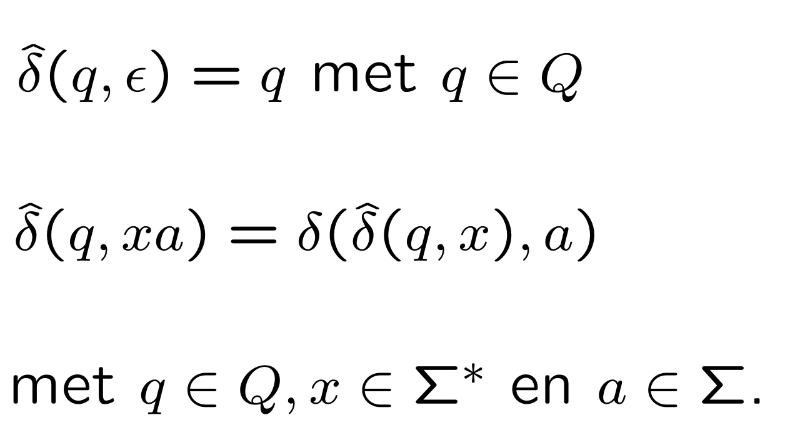 δ̂(q, ϵ) = q met q ∈ Q
δ̂(q, xa) = δ(δ̂(q, x), a)
met q ∈ Q, x ∈ Σ* en a ∈ Σ.